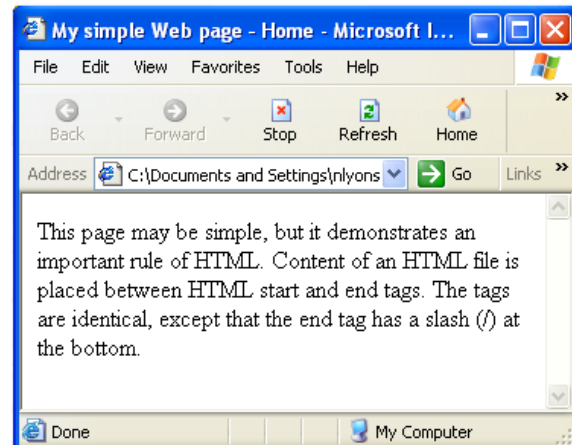 My simple Web page - Home - Microsoft I...
File Edit View Favorites Tools Help
Back Forward Stop Refresh Home »
Address C:\Documents and Settings\nlyons Go Links »
This page may be simple, but it demonstrates an
important rule of HTML. Content of an HTML file is
placed between HTML start and end tags. The tags
are identical, except that the end tag has a slash (/) at
the bottom.
Done My Computer